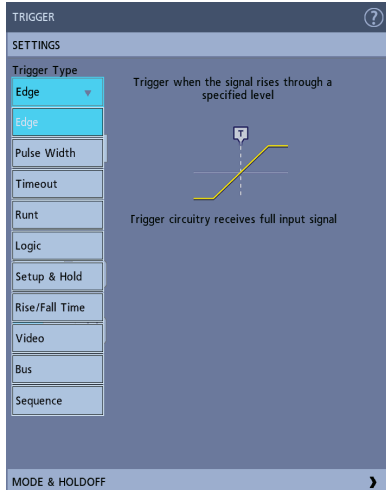 TRIGGER
?
SETTINGS
Trigger Type
Edge
Edge
Pulse Width
Timeout
Runt
Logic
Setup & Hold
Rise/Fall Time
Video
Bus
Sequence
Trigger when the signal rises through a
specified level
T
Trigger circuitry receives full input signal
MODE & HOLDOFF